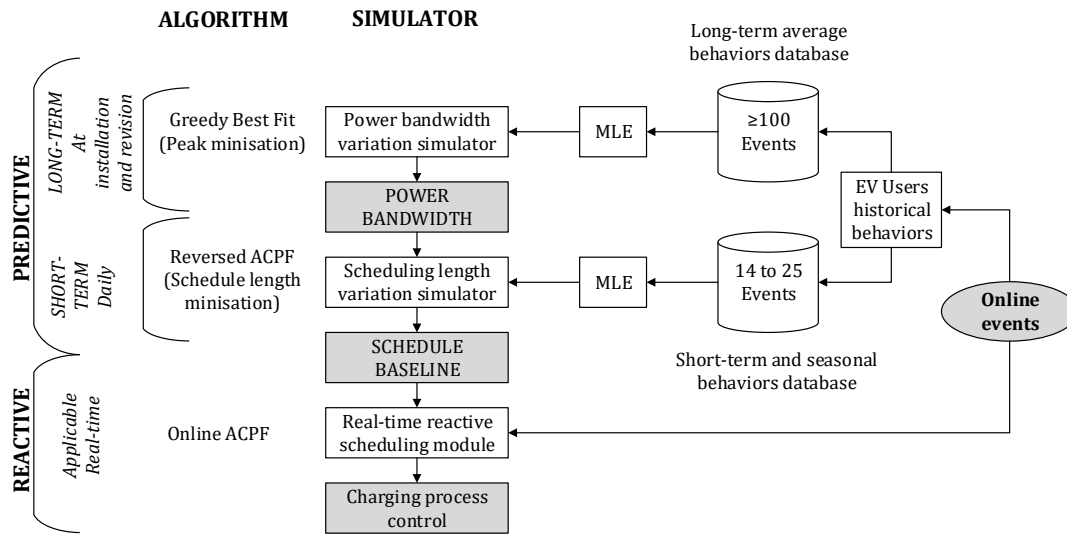 ALGORITHM
SIMULATOR
Long-term average
behaviors database
PREDICTIVE
LONG-TERM
At
installation
and revision
Greedy Best Fit
(Peak minisation)
Power bandwidth
variation simulator
MLE
≥100
Events
POWER
BANDWIDTH
EV Users
historical
behaviors
SHORT-
TERM
Daily
Reversed ACPF
(Schedule length
minisation)
Scheduling length
variation simulator
MLE
14 to 25
Events
Online
events
SCHEDULE
BASELINE
Short-term and seasonal
behaviors database
REACTIVE
Applicable
Real-time
Online ACPF
Real-time reactive
scheduling module
Charging process
control